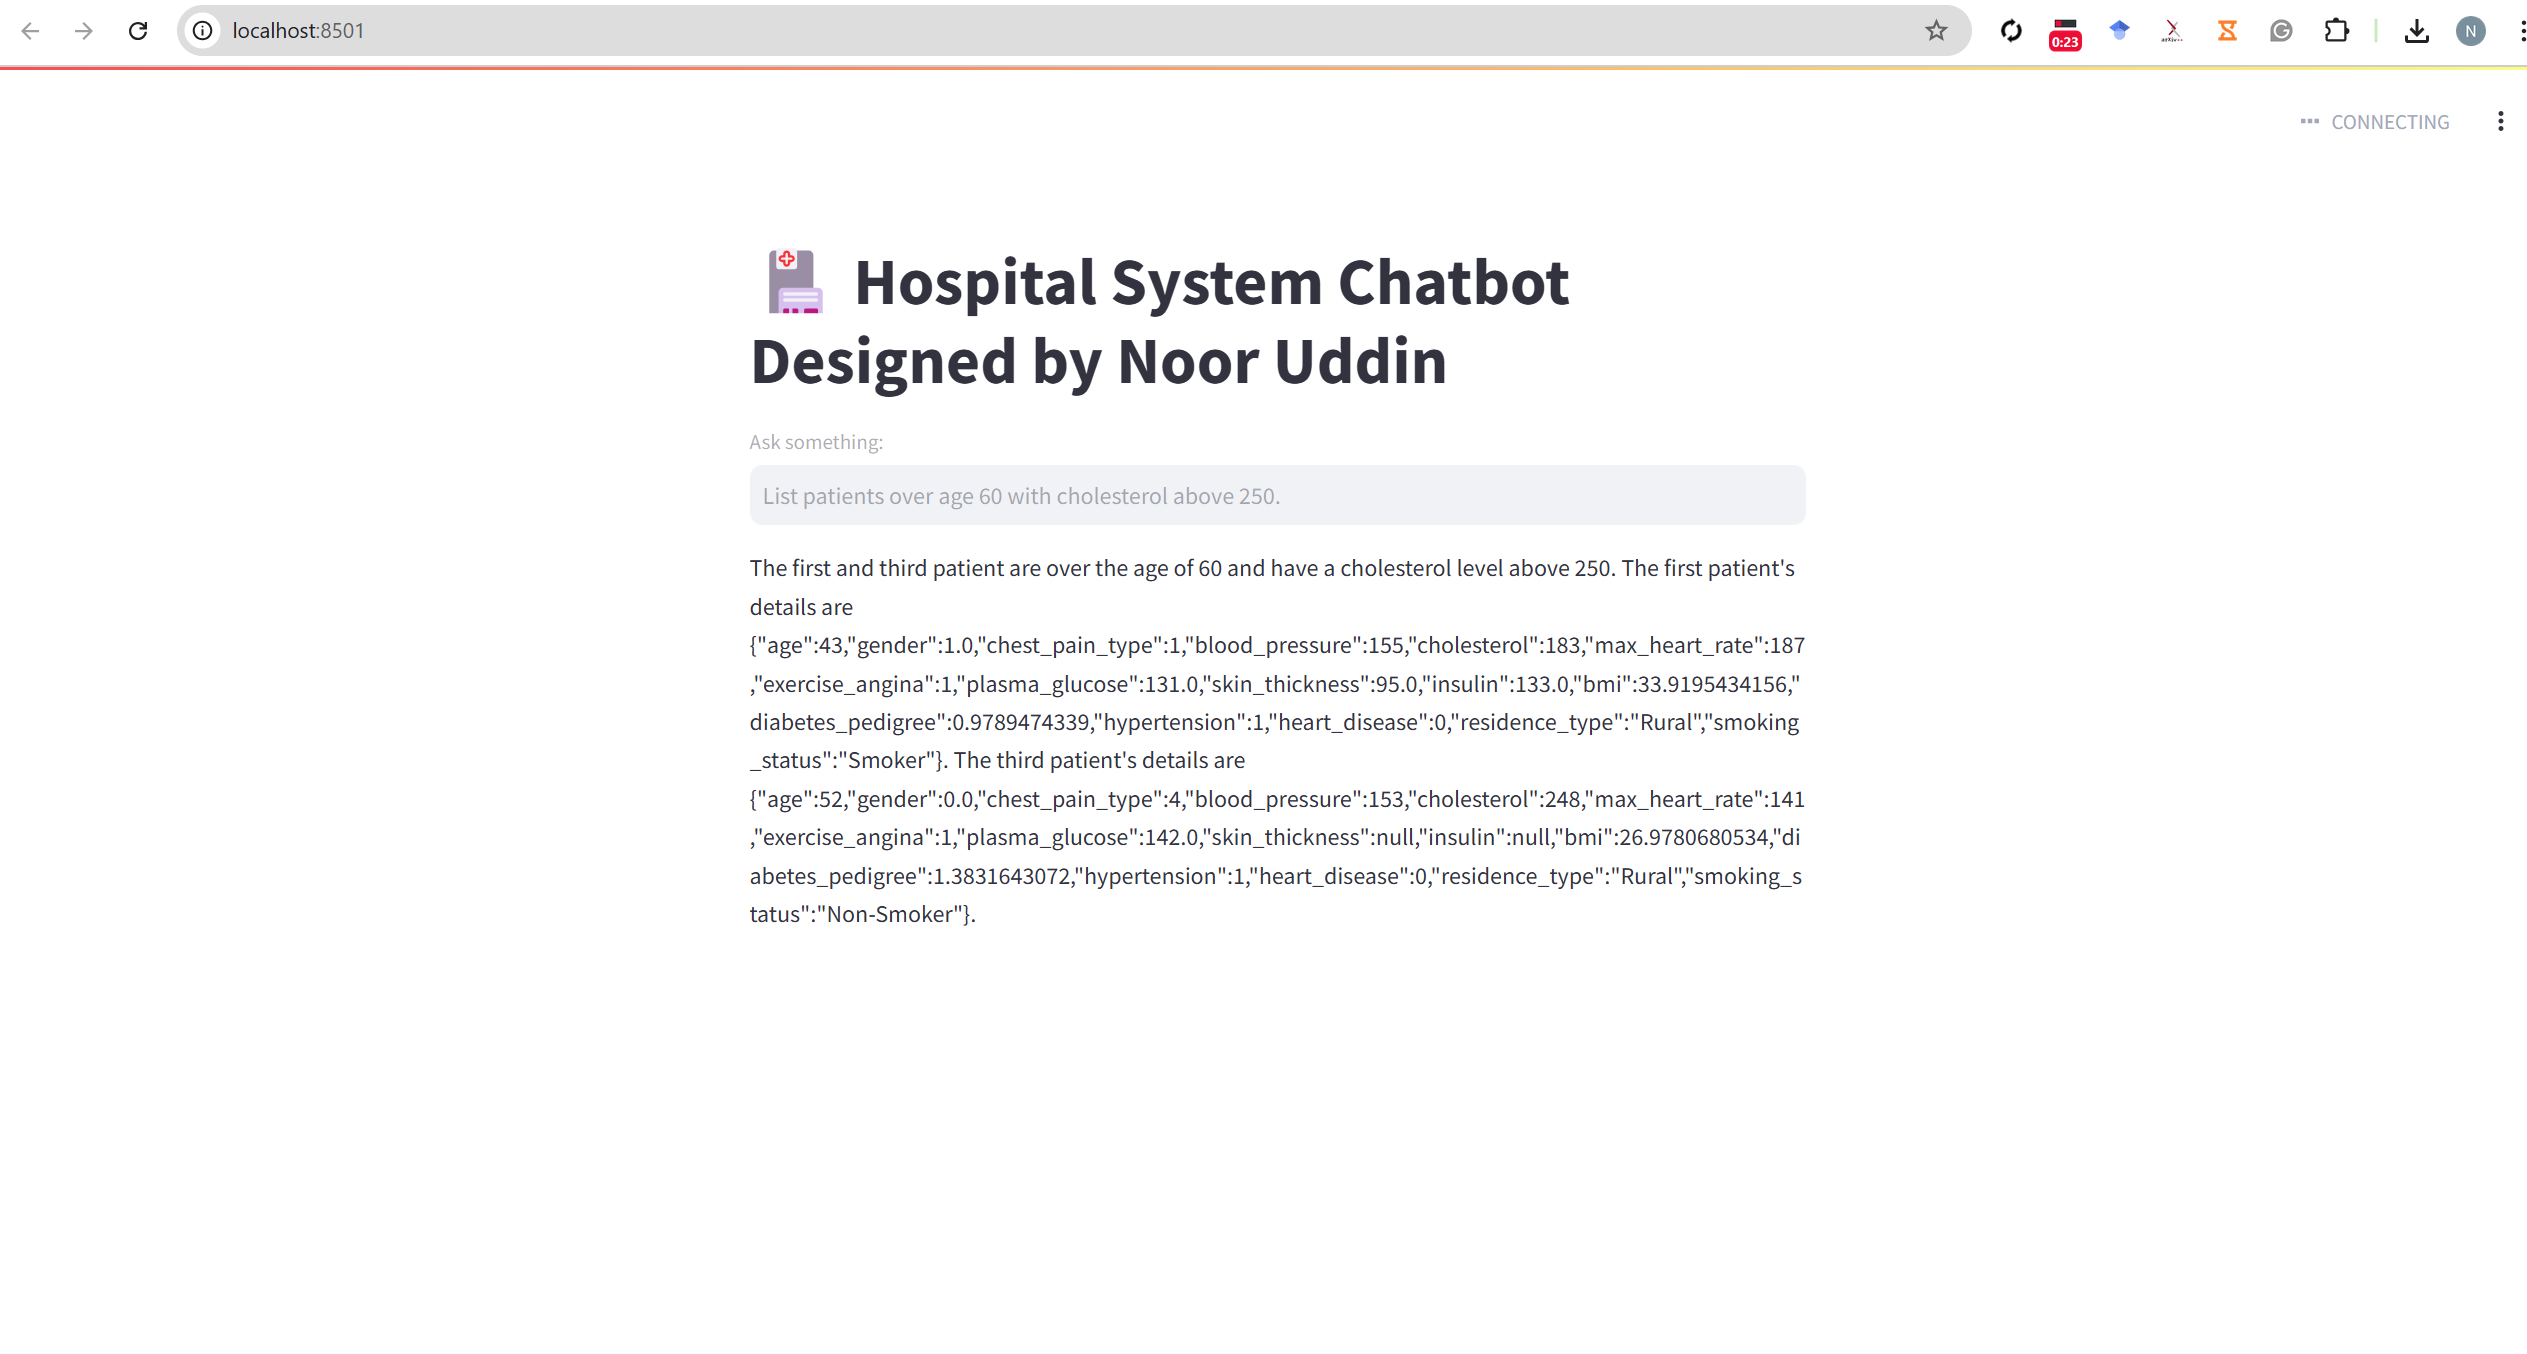 localhost:8501
0:23
N
CONNECTING
Hospital System Chatbot
Designed by Noor Uddin
Ask something:
List patients over age 60 with cholesterol above 250.
The first and third patient are over the age of 60 and have a cholesterol level above 250. The first patient's
details are
{"age":43,"gender":1.0,"chest_pain_type":1,"blood_pressure":155,"cholesterol":183,"max_heart_rate":187
,"exercise_angina":1,"plasma_glucose":131.0,"skin_thickness":95.0,"insulin":133.0,"bmi":33.9195434156,"
diabetes_pedigree":0.9789474339,"hypertension":1,"heart_disease":0,"residence_type":"Rural","smoking
_status":"Smoker"}. The third patient's details are
{"age":52,"gender":0.0,"chest_pain_type":4,"blood_pressure":153,"cholesterol":248,"max_heart_rate":141
,"exercise_angina":1,"plasma_glucose":142.0,"skin_thickness":null,"insulin":null,"bmi":26.9780680534,"di
abetes_pedigree":1.3831643072,"hypertension":1,"heart_disease":0,"residence_type":"Rural","smoking_s
tatus":"Non-Smoker"}.